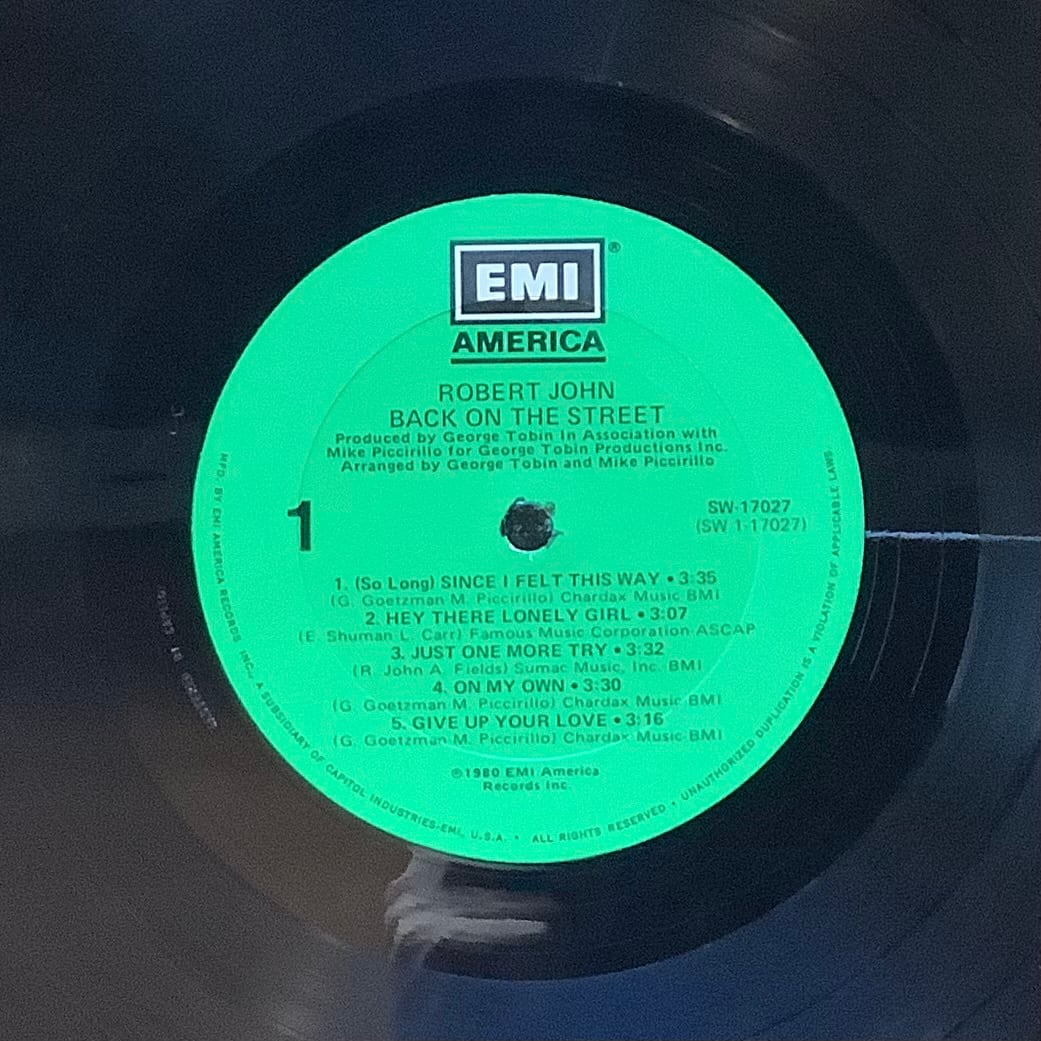 EMI®
AMERICA
ROBERT JOHN
BACK ON THE STREET
Produced by George Tobin In Association with
Mike Piccirillo for George Tobin Productions Inc.
Arranged by George Tobin and Mike Piccirillo
1
SW-17027
(SW 1-17027)
1. (So Long) SINCE I FELT THIS WAY • 3:35
(G. Goetzman M. Piccirillo) Chardax Music-BMI
2. HEY THERE LONELY GIRL • 3:07
(E. Shuman L. Carr) Famous Music Corporation-ASCAP
3. JUST ONE MORE TRY • 3:32
(R. John A. Fields) Sumac Music, Inc. BMI
4. ON MY OWN • 3:30
(G. Goetzman M. Piccirillo) Chardax Music-BMI
5. GIVE UP YOUR LOVE • 3:16
(G. Goetzman M. Piccirillo) Chardax Music-BMI
℗1980 EMI America
Records Inc.
MFD. BY EMI AMERICA RECORDS INC., A SUBSIDIARY OF CAPITOL INDUSTRIES-EMI, U.S.A. • ALL RIGHTS RESERVED • UNAUTHORIZED DUPLICATION IS A VIOLATION OF APPLICABLE LAWS.